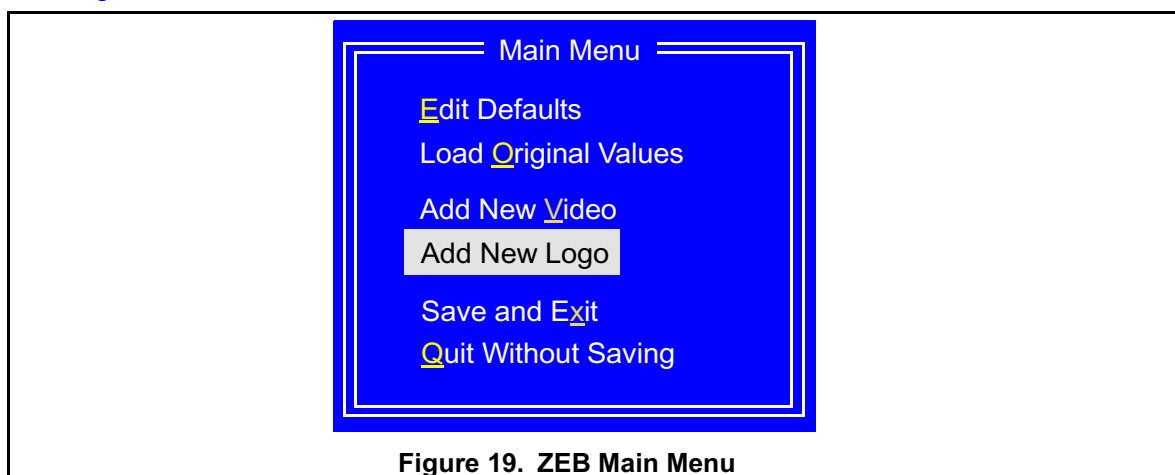 Main Menu
Edit Defaults
Load Original Values
Add New Video
Add New Logo
Save and Exit
Quit Without Saving
Figure 19. ZEB Main Menu